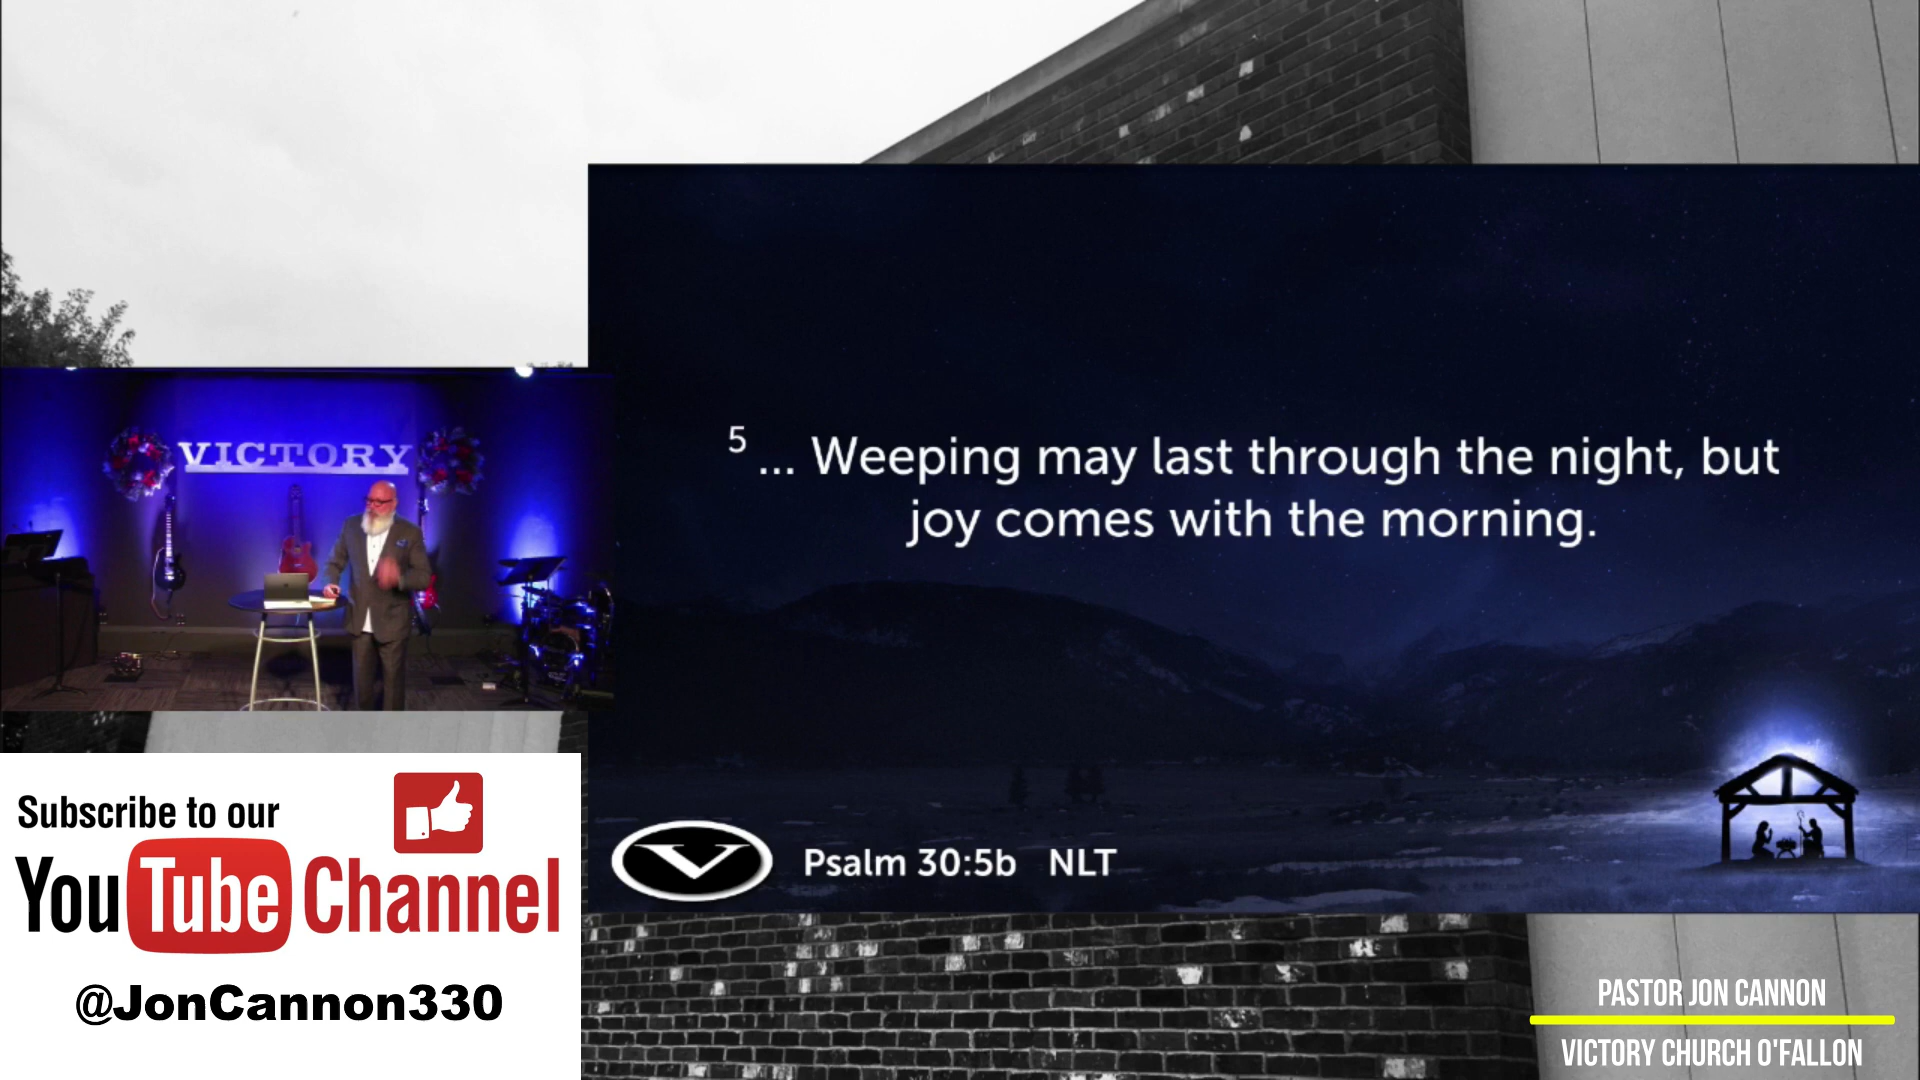 VICTORY
5 ... Weeping may last through the night, but
joy comes with the morning.
V
Psalm 30:5b NLT
Subscribe to our
YouTube Channel
@JonCannon330
PASTOR JON CANNON
VICTORY CHURCH O'FALLON